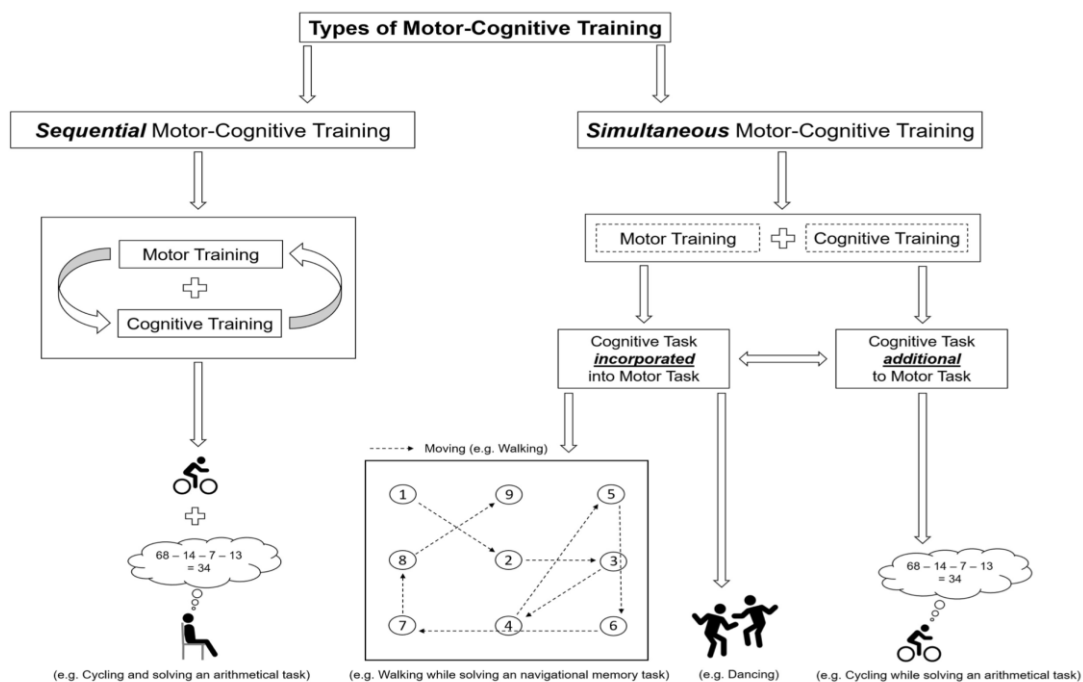 Types of Motor-Cognitive Training
Sequential Motor-Cognitive Training
Simultaneous Motor-Cognitive Training
Motor Training
Cognitive Training
Motor Training
Cognitive Training
Cognitive Task
incorporated
into Motor Task
Cognitive Task
additional
to Motor Task
Moving (e.g. Walking)
1
9
5
8
2
3
7
4
6
68 – 14 – 7 – 13
= 34
68 – 14 – 7 – 13
= 34
(e.g. Cycling and solving an arithmetical task)
(e.g. Walking while solving an navigational memory task)
(e.g. Dancing)
(e.g. Cycling while solving an arithmetical task)